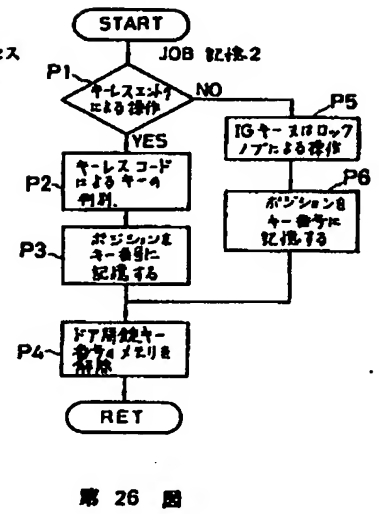 START
セス
JOB 記憶2
P1
キーレスエントリ
による操作
NO
YES
P5
IGキー又はロック
ノブによる操作
P2
キーレスコード
によるキーの
判別.
P6
ポジションを
キー番号に
記憶する
P3
ポジションを
キー番号に
記憶する
P4
ドア開錠キー
番号のメモリを
解除
RET
第 26 図